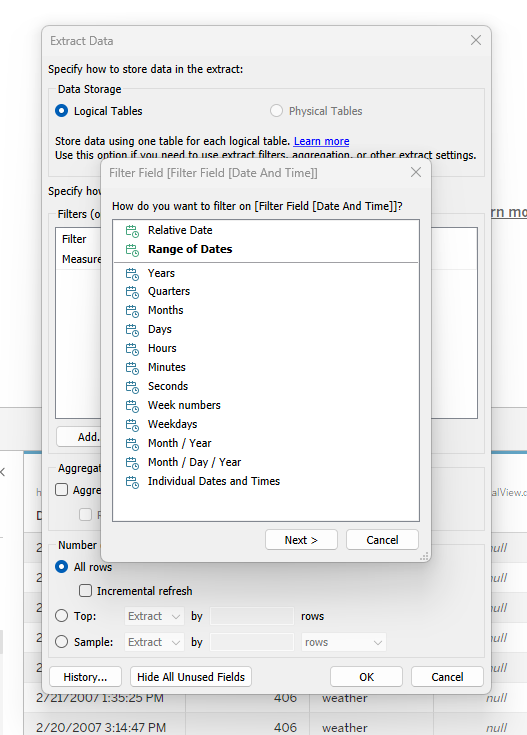 Extract Data
Specify how to store data in the extract:
Data Storage
Logical Tables
Physical Tables
Store data using one table for each logical table. Learn more
Use this option if you need to use extract filters, aggregation, or other extract settings.
Filter Field [Filter Field [Date And Time]]
How do you want to filter on [Filter Field [Date And Time]]?
Relative Date
Range of Dates
Years
Quarters
Months
Days
Hours
Minutes
Seconds
Week numbers
Weekdays
Month / Year
Month / Day / Year
Individual Dates and Times
Next >
Cancel
Specify how
Filters (o
Filter
Measure
Add..
Aggregat
Aggre
Number
All rows
Incremental refresh
Top: Extract by rows
Sample: Extract by rows
History... Hide All Unused Fields OK Cancel
rn mo
alView.c
null
null
null
null
null
2/21/2007 1:35:25 PM 406 weather null
2/20/2007 3:14:47 PM 406 weather null